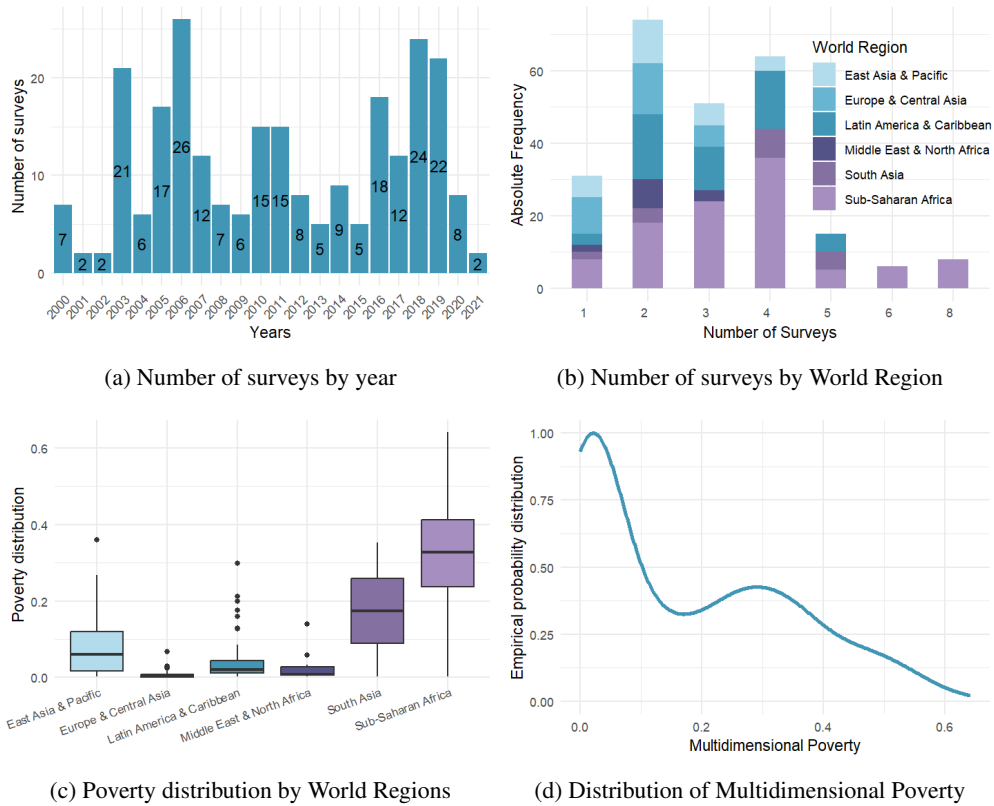 Number of surveys
20
10
0
7
2
2
21
6
17
26
12
7
6
15
15
8
5
9
5
18
12
24
22
8
2
2000
2001
2002
2003
2004
2005
2006
2007
2008
2009
2010
2011
2012
2013
2014
2015
2016
2017
2018
2019
2020
2021
Years
(a) Number of surveys by year
Absolute Frequency
60
40
20
0
World Region
East Asia & Pacific
Europe & Central Asia
Latin America & Caribbean
Middle East & North Africa
South Asia
Sub-Saharan Africa
1
2
3
4
5
6
8
Number of Surveys
(b) Number of surveys by World Region
Poverty distribution
0.6
0.4
0.2
0.0
East Asia & Pacific
Europe & Central Asia
Latin America & Caribbean
Middle East & North Africa
South Asia
Sub-Saharan Africa
(c) Poverty distribution by World Regions
Empirical probability distribution
1.00
0.75
0.50
0.25
0.00
0.0
0.2
0.4
0.6
Multidimensional Poverty
(d) Distribution of Multidimensional Poverty